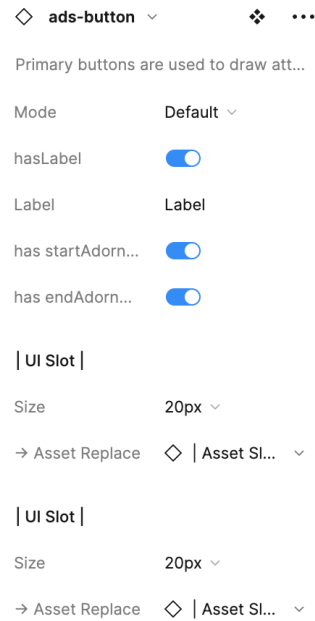 ads-button
Primary buttons are used to draw att...
Mode Default
hasLabel
Label Label
has startAdorn...
has endAdorn...
| UI Slot |
Size 20px
→ Asset Replace | Asset Sl...
| UI Slot |
Size 20px
→ Asset Replace | Asset Sl...